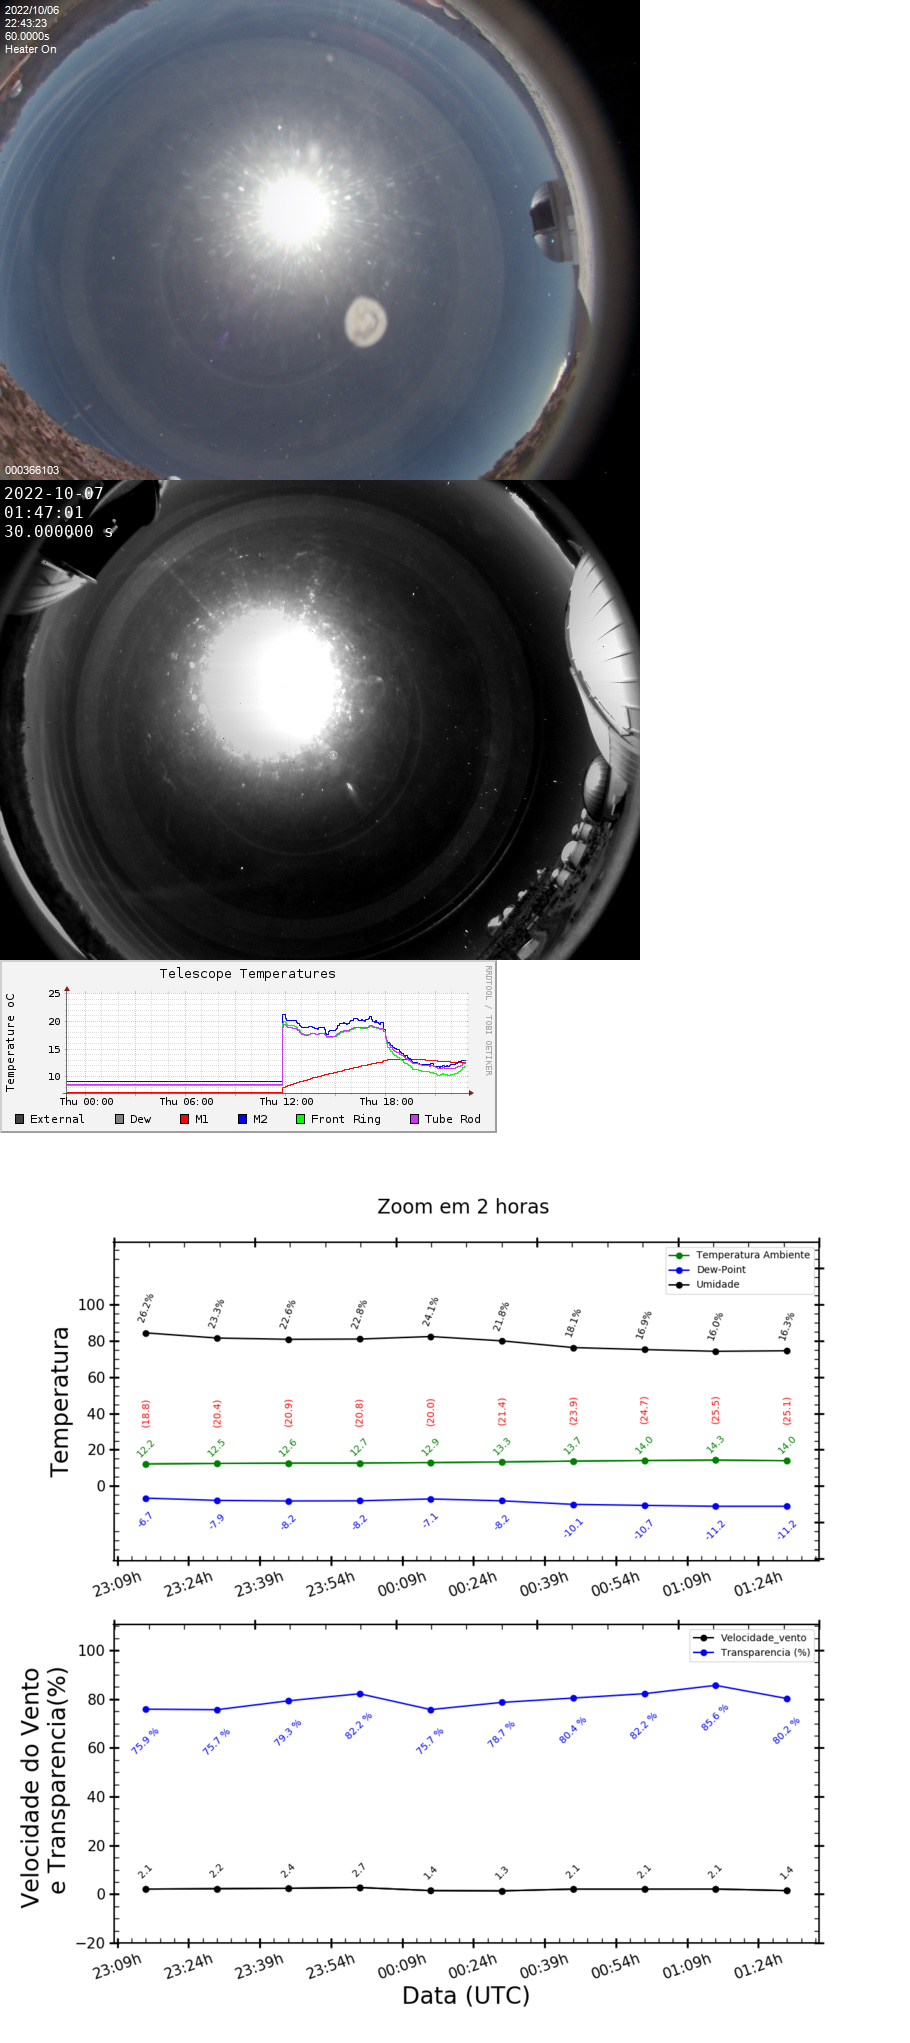 2022/10/06
22:43:23
60.0000s
Heater On
000366103
2022-10-07
01:47:01
30.000000 s
Telescope Temperatures
RRDTOOL / TOBI OETIKER
Temperature oC
25
20
15
10
Thu 00:00 Thu 06:00 Thu 12:00 Thu 18:00
External Dew M1 M2 Front Ring Tube Rod
Zoom em 2 horas
Temperatura Ambiente
Dew-Point
Umidade
Temperatura
100
80
60
40
20
0
26.2% 23.3% 22.6% 22.8% 24.1% 21.8% 18.1% 16.9% 16.0% 16.3%
(18.8) (20.4) (20.9) (20.8) (20.0) (21.4) (23.9) (24.7) (25.5) (25.1)
12.2 12.5 12.6 12.7 12.9 13.3 13.7 14.0 14.3 14.0
-6.7 -7.9 -8.2 -8.2 -7.1 -8.2 -10.1 -10.7 -11.2 -11.2
23:09h 23:24h 23:39h 23:54h 00:09h 00:24h 00:39h 00:54h 01:09h 01:24h
Velocidade_vento
Transparencia (%)
Velocidade do Vento
e Transparencia(%)
100
80
60
40
20
0
−20
75.9 % 75.7 % 79.3 % 82.2 % 75.7 % 78.7 % 80.4 % 82.2 % 85.6 % 80.2 %
2.1 2.2 2.4 2.7 1.4 1.3 2.1 2.1 2.1 1.4
23:09h 23:24h 23:39h 23:54h 00:09h 00:24h 00:39h 00:54h 01:09h 01:24h
Data (UTC)